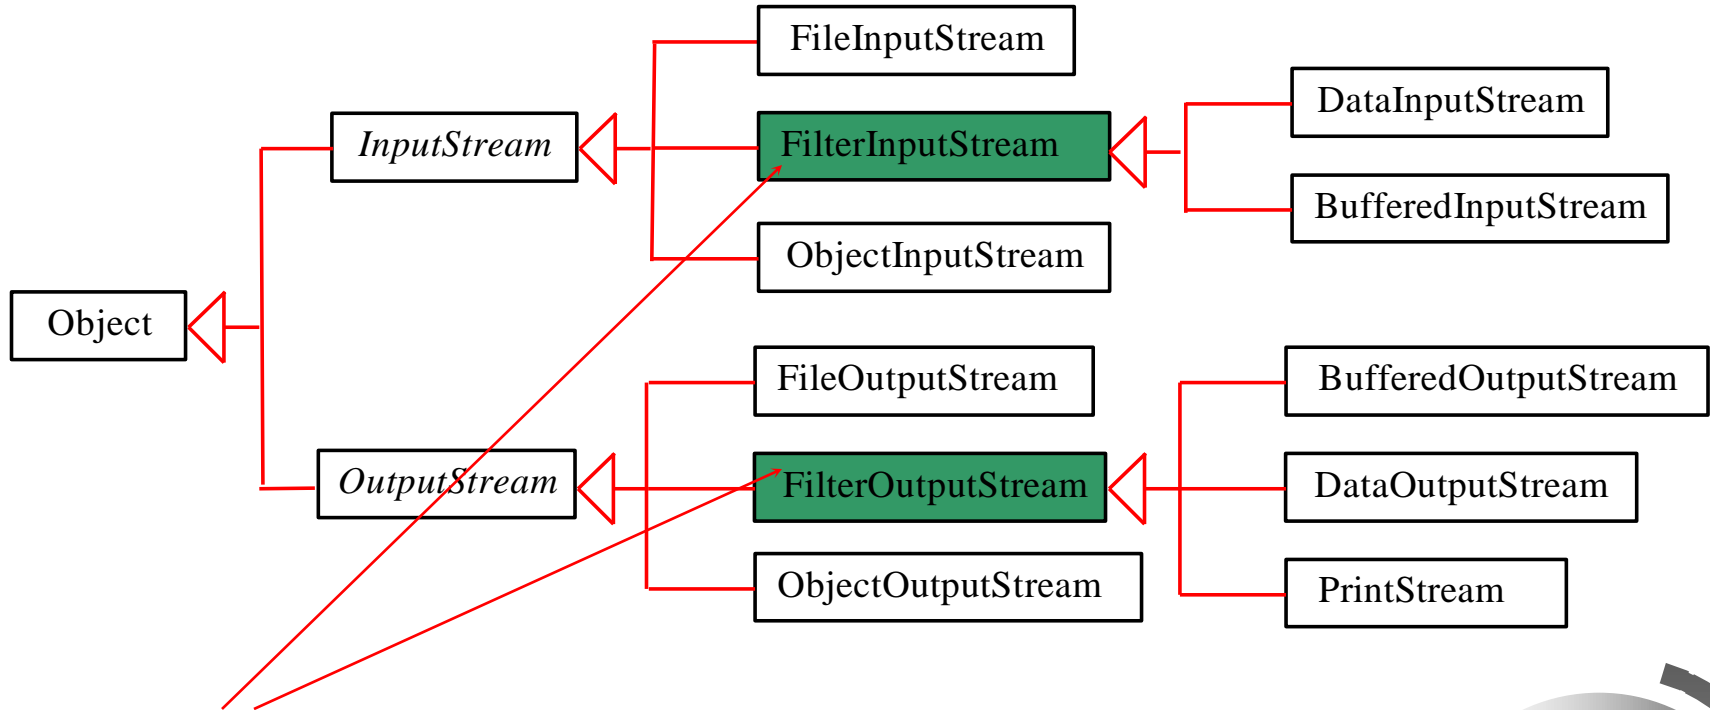 FileInputStream
DataInputStream
InputStream
FilterInputStream
BufferedInputStream
ObjectInputStream
Object
FileOutputStream
BufferedOutputStream
OutputStream
FilterOutputStream
DataOutputStream
ObjectOutputStream
PrintStream